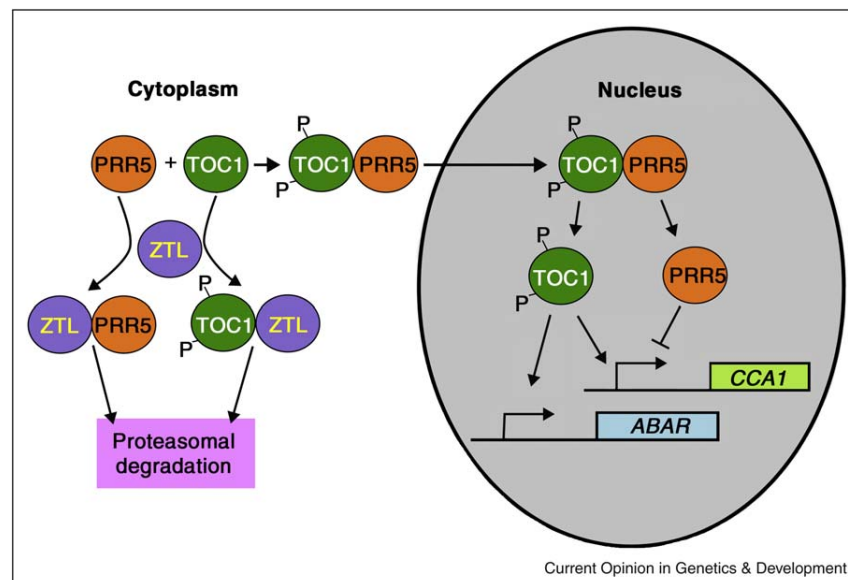 Cytoplasm
Nucleus
P
P
PRR5 + TOC1
TOC1 PRR5
TOC1 PRR5
P
P
ZTL
P
TOC1
PRR5
P
P
ZTL PRR5
TOC1 ZTL
P
CCA1
ABAR
Proteasomal
degradation
Current Opinion in Genetics & Development